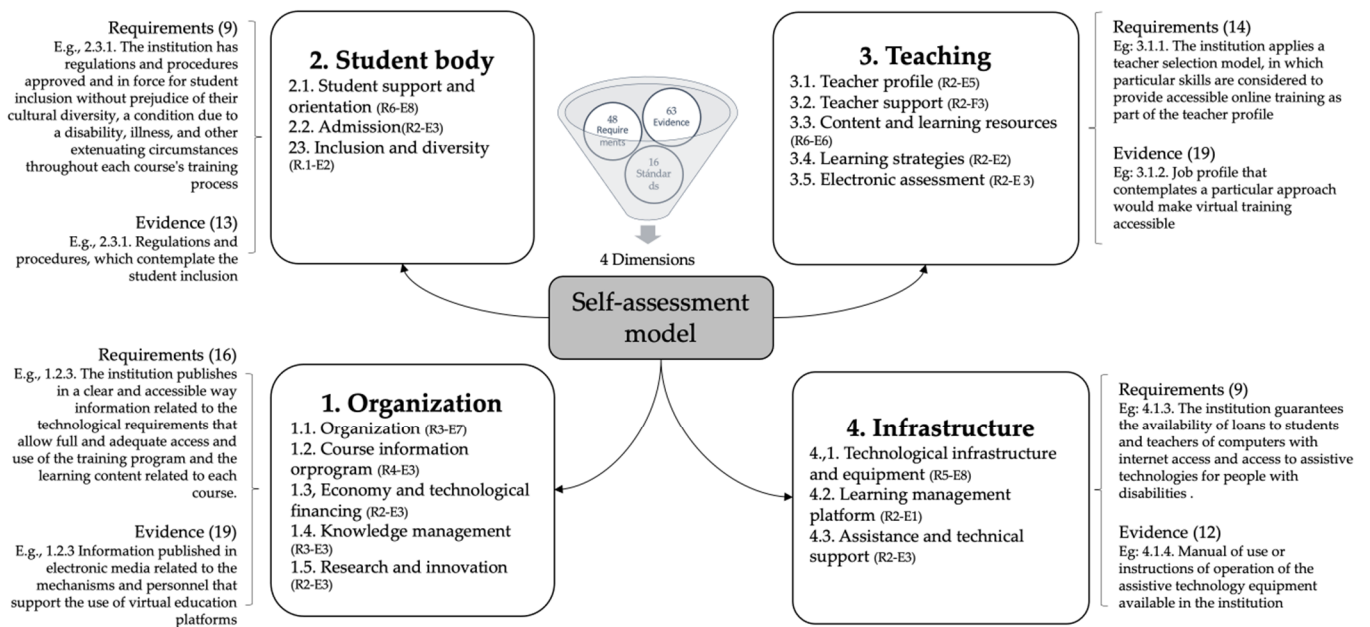 Requirements (9)
E.g., 2.3.1. The institution has
regulations and procedures
approved and in force for student
inclusion without prejudice of their
cultural diversity, a condition due to
a disability, illness, and other
extenuating circumstances
throughout each course's training
process
Evidence (13)
E.g., 2.3.1. Regulations and
procedures, which contemplate the
student inclusion
2. Student body
2.1. Student support and
orientation (R6-E8)
2.2. Admission(R2-E3)
23. Inclusion and diversity
(R.1-E2)
48
Require
ments
63
Evidence
16
Stándar
ds
4 Dimensions
Self-assessment
model
3. Teaching
3.1. Teacher profile (R2-E5)
3.2. Teacher support (R2-F3)
3.3. Content and learning resources
(R6-E6)
3.4. Learning strategies (R2-E2)
3.5. Electronic assessment (R2-E 3)
Requirements (14)
Eg: 3.1.1. The institution applies a
teacher selection model, in which
particular skills are considered to
provide accessible online training as
part of the teacher profile
Evidence (19)
Eg: 3.1.2. Job profile that
contemplates a particular approach
would make virtual training
accessible
Requirements (16)
E.g., 1.2.3. The institution publishes
in a clear and accessible way
information related to the
technological requirements that
allow full and adequate access and
use of the training program and the
learning content related to each
course.
Evidence (19)
E.g., 1.2.3 Information published in
electronic media related to the
mechanisms and personnel that
support the use of virtual education
platforms
1. Organization
1.1. Organization (R3-E7)
1.2. Course information
orprogram (R4-E3)
1.3, Economy and technological
financing (R2-E3)
1.4. Knowledge management
(R3-E3)
1.5. Research and innovation
(R2-E3)
4. Infrastructure
4.,1. Technological infrastructure
and equipment (R5-E8)
4.2. Learning management
platform (R2-E1)
4.3. Assistance and technical
support (R2-E3)
Requirements (9)
Eg: 4.1.3. The institution guarantees
the availability of loans to students
and teachers of computers with
internet access and access to assistive
technologies for people with
disabilities .
Evidence (12)
Eg: 4.1.4. Manual of use or
instructions of operation of the
assistive technology equipment
available in the institution